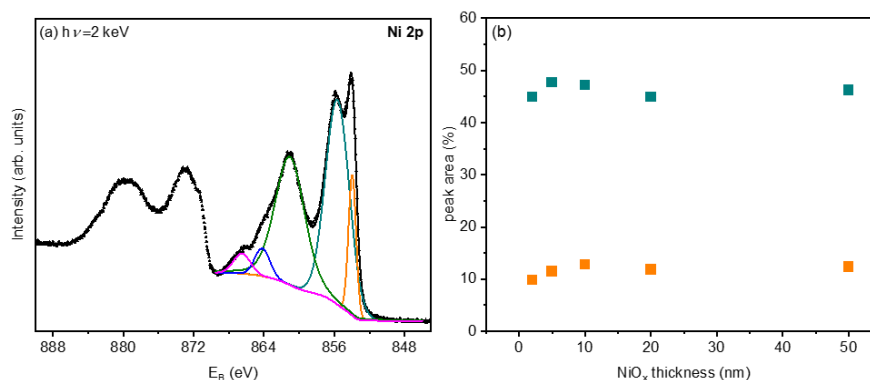 (a) hν=2 keV
Ni 2p
Intensity (arb. units)
888
880
872
864
856
848
E_B (eV)
(b)
60
50
40
30
20
10
0
peak area (%)
0
10
20
30
40
50
NiO_x thickness (nm)